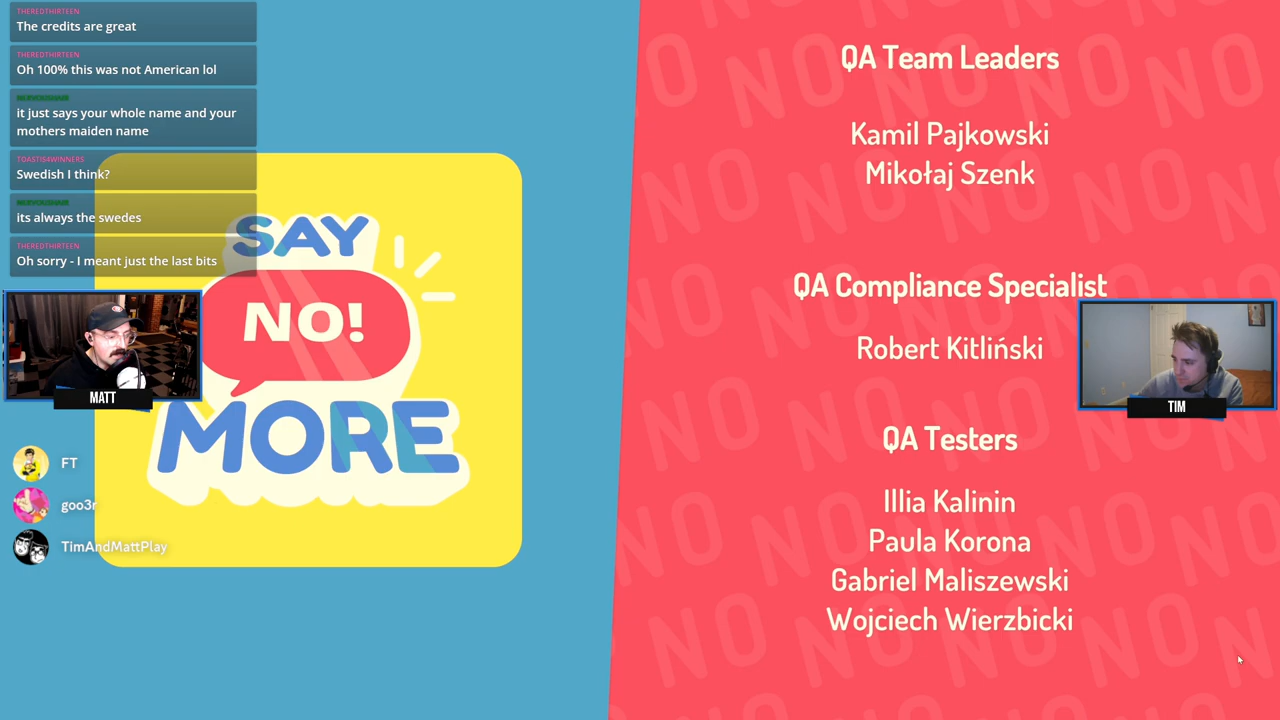 THEREDTHIRTEEN
The credits are great
THEREDTHIRTEEN
Oh 100% this was not American lol
it just says your whole name and your
mothers maiden name
TOASTIS4WINNERS
Swedish I think?
its always the swedes
THEREDTHIRTEEN
Oh sorry - I meant just the last bits
SAY
NO!
MORE
MATT
FT
goo3r
TimAndMattPlay
QA Team Leaders
Kamil Pajkowski
Mikołaj Szenk
QA Compliance Specialist
Robert Kitliński
QA Testers
Illia Kalinin
Paula Korona
Gabriel Maliszewski
Wojciech Wierzbicki
TIM